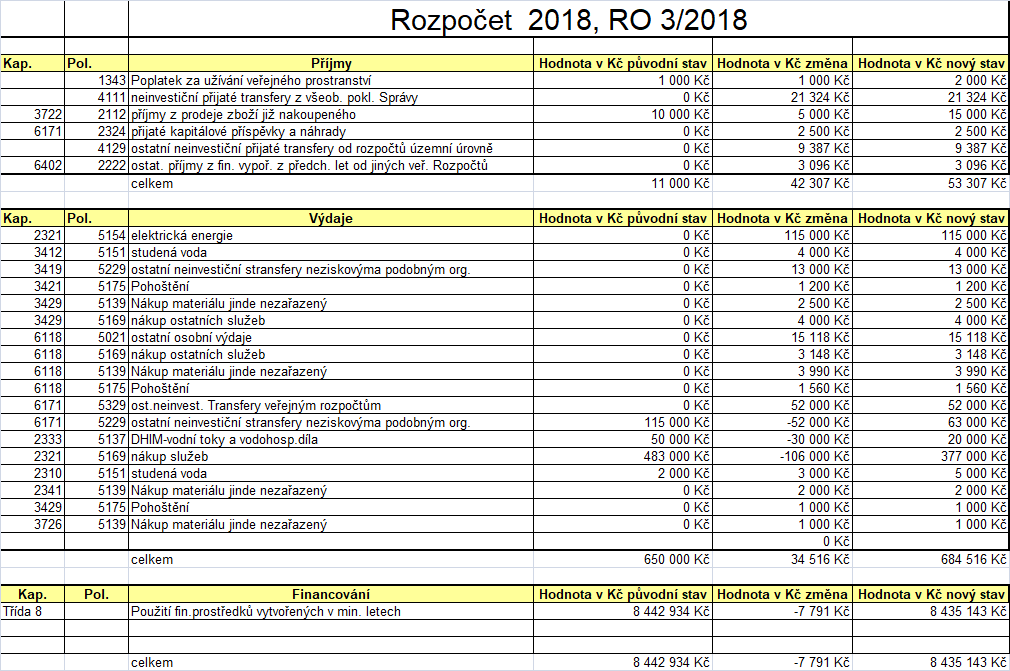 Rozpočet 2018, RO 3/2018
Kap. Pol. Příjmy Hodnota v Kč původní stav Hodnota v Kč změna Hodnota v Kč nový stav
1343 Poplatek za užívání veřejného prostranství 1 000 Kč 1 000 Kč 2 000 Kč
4111 neinvestiční přijaté transfery z všeob. pokl. Správy 0 Kč 21 324 Kč 21 324 Kč
3722 2112 příjmy z prodeje zboží již nakoupeného 10 000 Kč 5 000 Kč 15 000 Kč
6171 2324 přijaté kapitálové příspěvky a náhrady 0 Kč 2 500 Kč 2 500 Kč
4129 ostatní neinvestiční přijaté transfery od rozpočtů územní úrovně 0 Kč 9 387 Kč 9 387 Kč
6402 2222 ostat. příjmy z fin. vypoř. z předch. let od jiných veř. Rozpočtů 0 Kč 3 096 Kč 3 096 Kč
celkem 11 000 Kč 42 307 Kč 53 307 Kč
Kap. Pol. Výdaje Hodnota v Kč původní stav Hodnota v Kč změna Hodnota v Kč nový stav
2321 5154 elektrická energie 0 Kč 115 000 Kč 115 000 Kč
3412 5151 studená voda 0 Kč 4 000 Kč 4 000 Kč
3419 5229 ostatní neinvestiční stransfery neziskovýma podobným org. 0 Kč 13 000 Kč 13 000 Kč
3421 5175 Pohoštění 0 Kč 1 200 Kč 1 200 Kč
3429 5139 Nákup materiálu jinde nezařazený 0 Kč 2 500 Kč 2 500 Kč
3429 5169 nákup ostatních služeb 0 Kč 4 000 Kč 4 000 Kč
6118 5021 ostatní osobní výdaje 0 Kč 15 118 Kč 15 118 Kč
6118 5169 nákup ostatních služeb 0 Kč 3 148 Kč 3 148 Kč
6118 5139 Nákup materiálu jinde nezařazený 0 Kč 3 990 Kč 3 990 Kč
6118 5175 Pohoštění 0 Kč 1 560 Kč 1 560 Kč
6171 5329 ost.neinvest. Transfery veřejným rozpočtům 0 Kč 52 000 Kč 52 000 Kč
6171 5229 ostatní neinvestiční stransfery neziskovýma podobným org. 115 000 Kč -52 000 Kč 63 000 Kč
2333 5137 DHIM-vodní toky a vodohosp.díla 50 000 Kč -30 000 Kč 20 000 Kč
2321 5169 nákup služeb 483 000 Kč -106 000 Kč 377 000 Kč
2310 5151 studená voda 2 000 Kč 3 000 Kč 5 000 Kč
2341 5139 Nákup materiálu jinde nezařazený 0 Kč 2 000 Kč 2 000 Kč
3429 5175 Pohoštění 0 Kč 1 000 Kč 1 000 Kč
3726 5139 Nákup materiálu jinde nezařazený 0 Kč 1 000 Kč 1 000 Kč
0 Kč
celkem 650 000 Kč 34 516 Kč 684 516 Kč
Kap. Pol. Financování Hodnota v Kč původní stav Hodnota v Kč změna Hodnota v Kč nový stav
Třída 8 Použití fin.prostředků vytvořených v min. letech 8 442 934 Kč -7 791 Kč 8 435 143 Kč
celkem 8 442 934 Kč -7 791 Kč 8 435 143 Kč